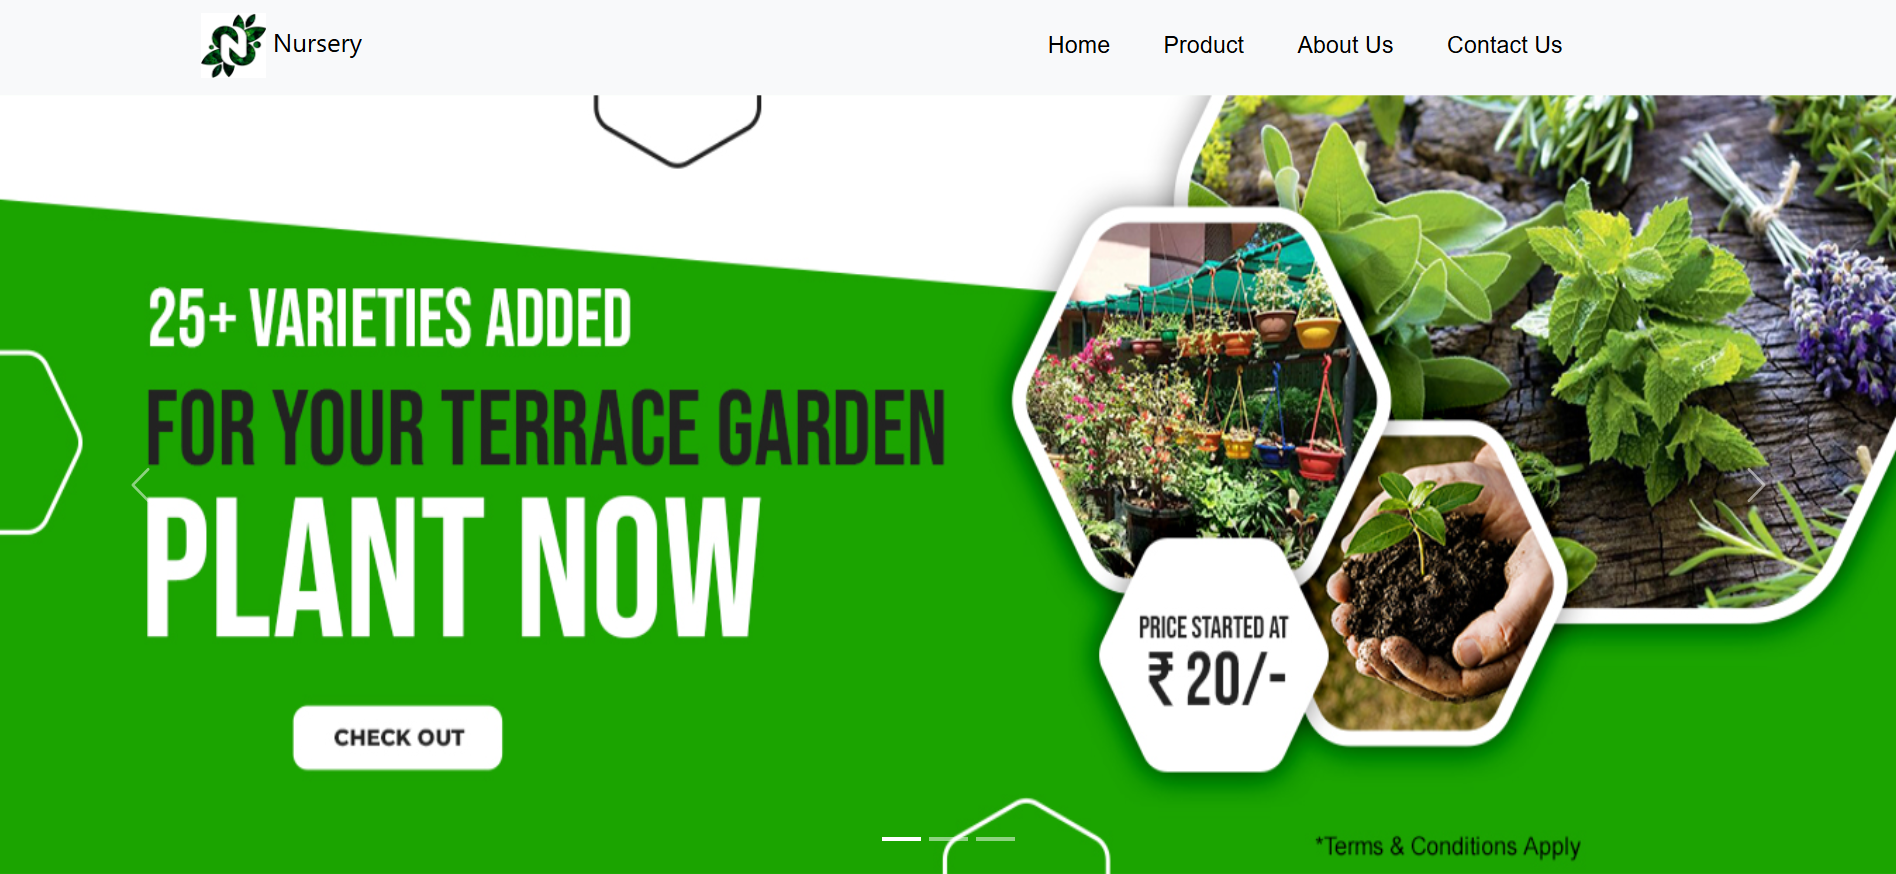 Nursery
Home Product About Us Contact Us
25+ VARIETIES ADDED
FOR YOUR TERRACE GARDEN
PLANT NOW
CHECK OUT
PRICE STARTED AT
₹ 20/-
*Terms & Conditions Apply